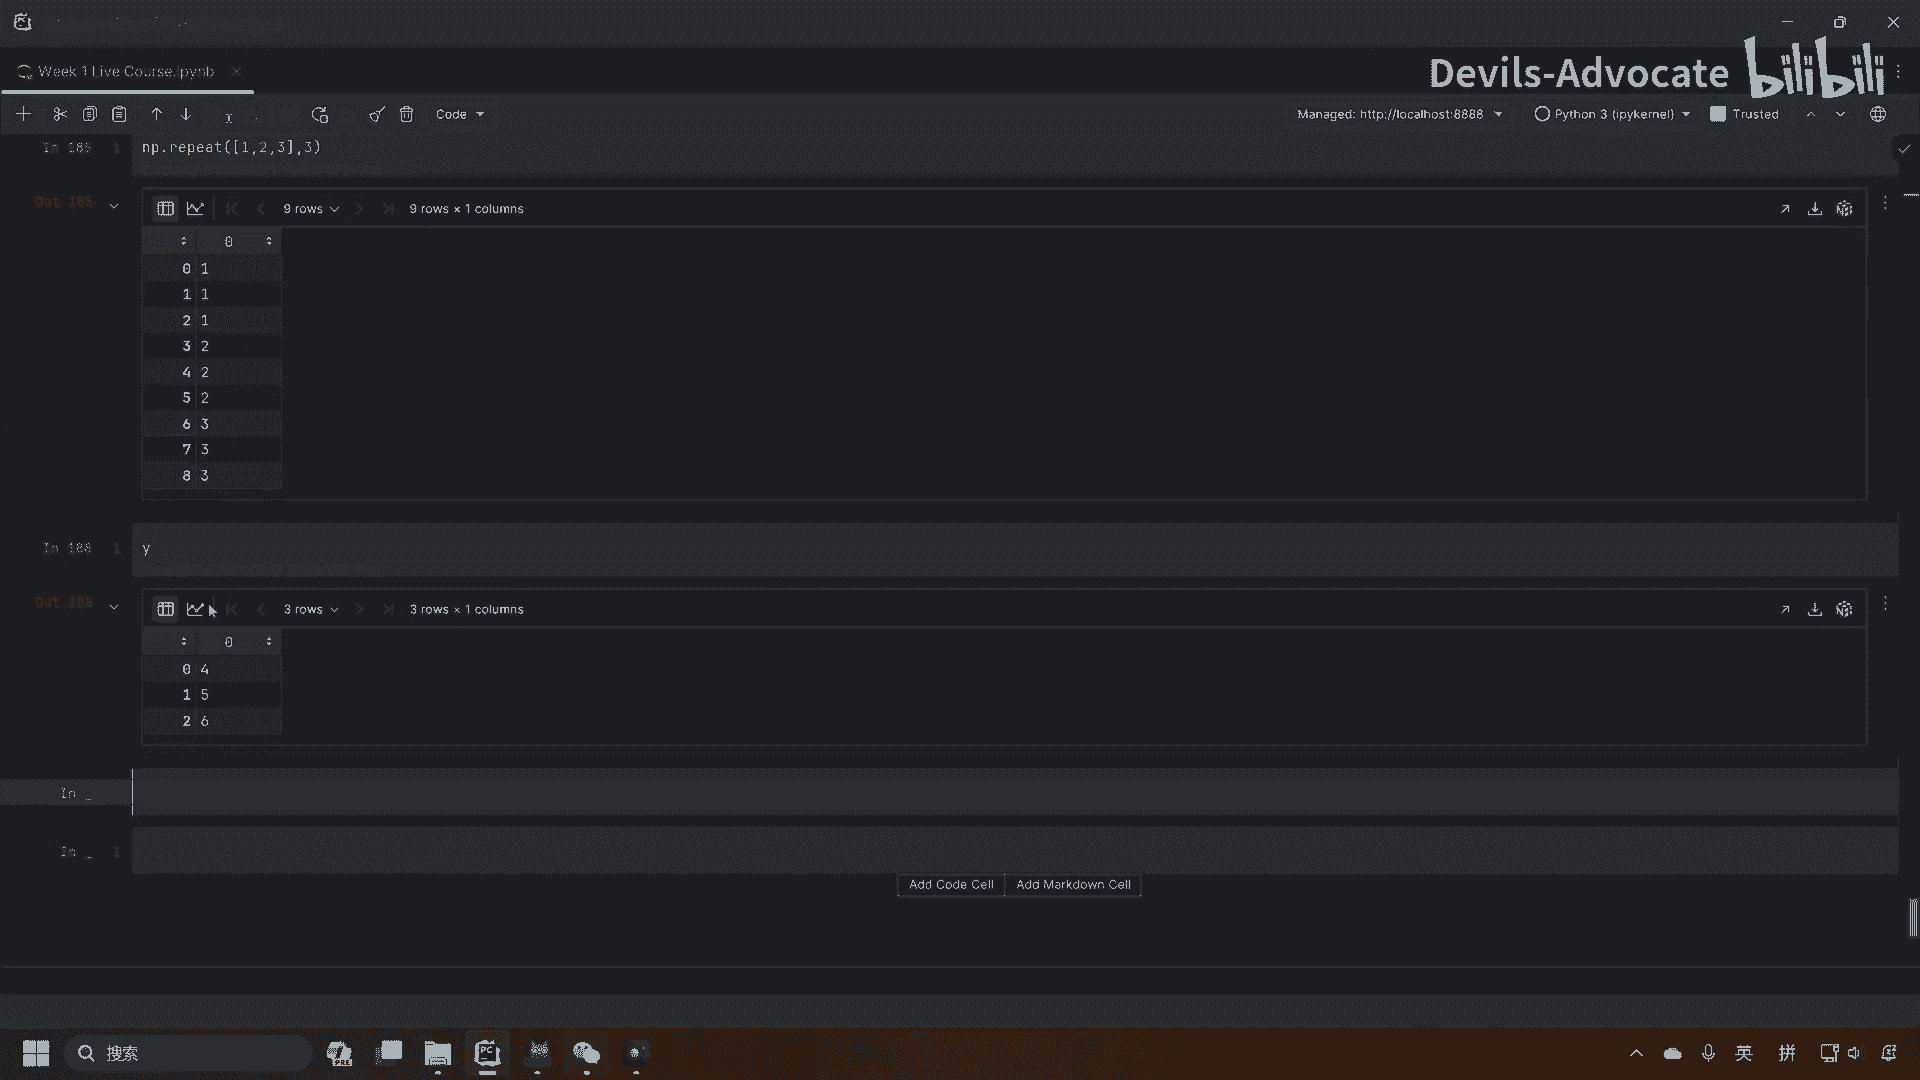 Week 1 Live Course.ipynb
Devils-Advocate bilibili
Code
Managed: http://localhost:8888
Python 3 (ipykernel)
Trusted
In 185 1 np.repeat([1,2,3],3)
Out 185
9 rows
9 rows × 1 columns
0
0 1
1 1
2 1
3 2
4 2
5 2
6 3
7 3
8 3
In 188 1 y
Out 188
3 rows
3 rows × 1 columns
0
0 4
1 5
2 6
In _
In _ 1
Add Code Cell Add Markdown Cell
搜索
PRE
PC
英
拼